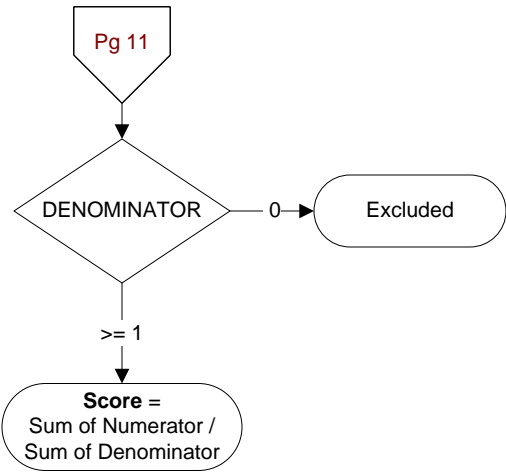 Pg 11
DENOMINATOR
0
Excluded
>= 1
Score =
Sum of Numerator /
Sum of Denominator